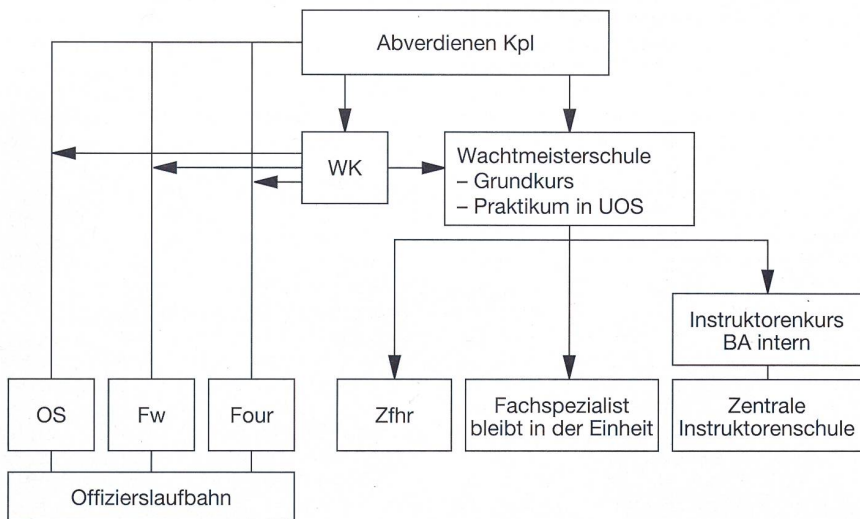 Abverdienen Kpl
WK
Wachtmeisterschule
– Grundkurs
– Praktikum in UOS
Instruktorenkurs
BA intern
OS
Fw
Four
Zfhr
Fachspezialist
bleibt in der Einheit
Zentrale
Instruktorenschule
Offizierslaufbahn